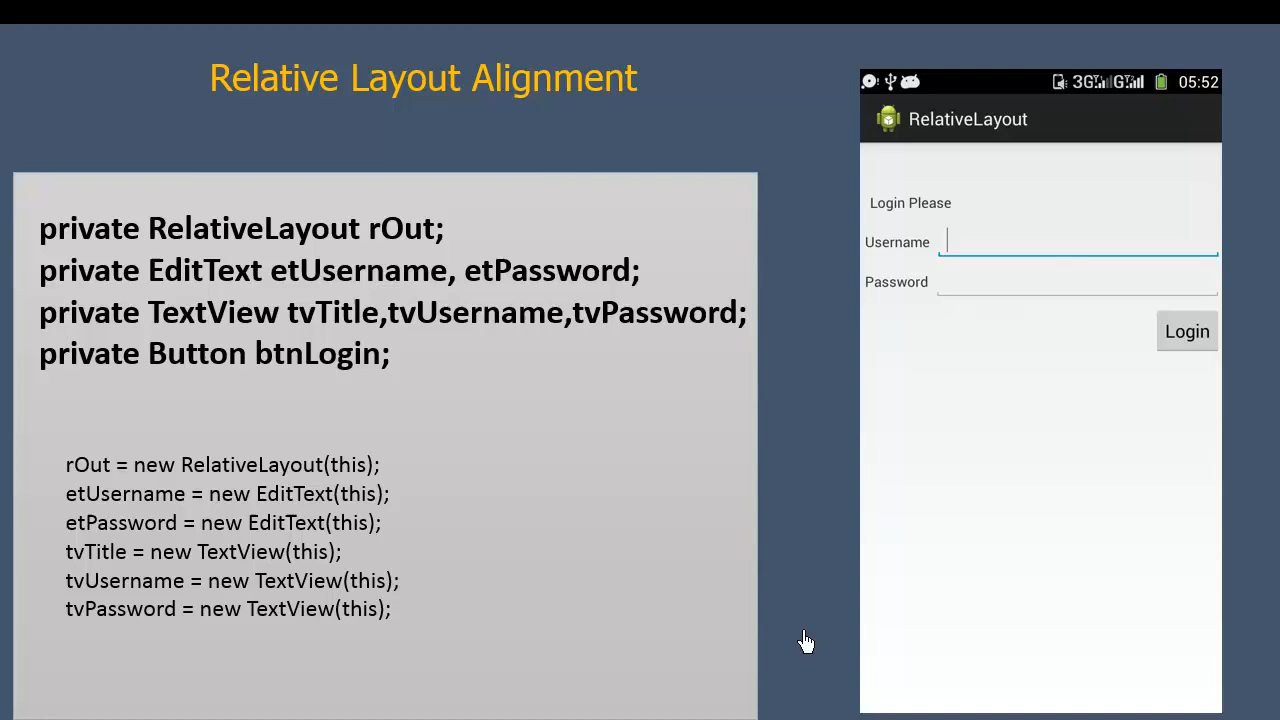 Relative Layout Alignment
private RelativeLayout rOut;
private EditText etUsername, etPassword;
private TextView tvTitle,tvUsername,tvPassword;
private Button btnLogin;
rOut = new RelativeLayout(this);
etUsername = new EditText(this);
etPassword = new EditText(this);
tvTitle = new TextView(this);
tvUsername = new TextView(this);
tvPassword = new TextView(this);
3G G 05:52
RelativeLayout
Login Please
Username
Password
Login